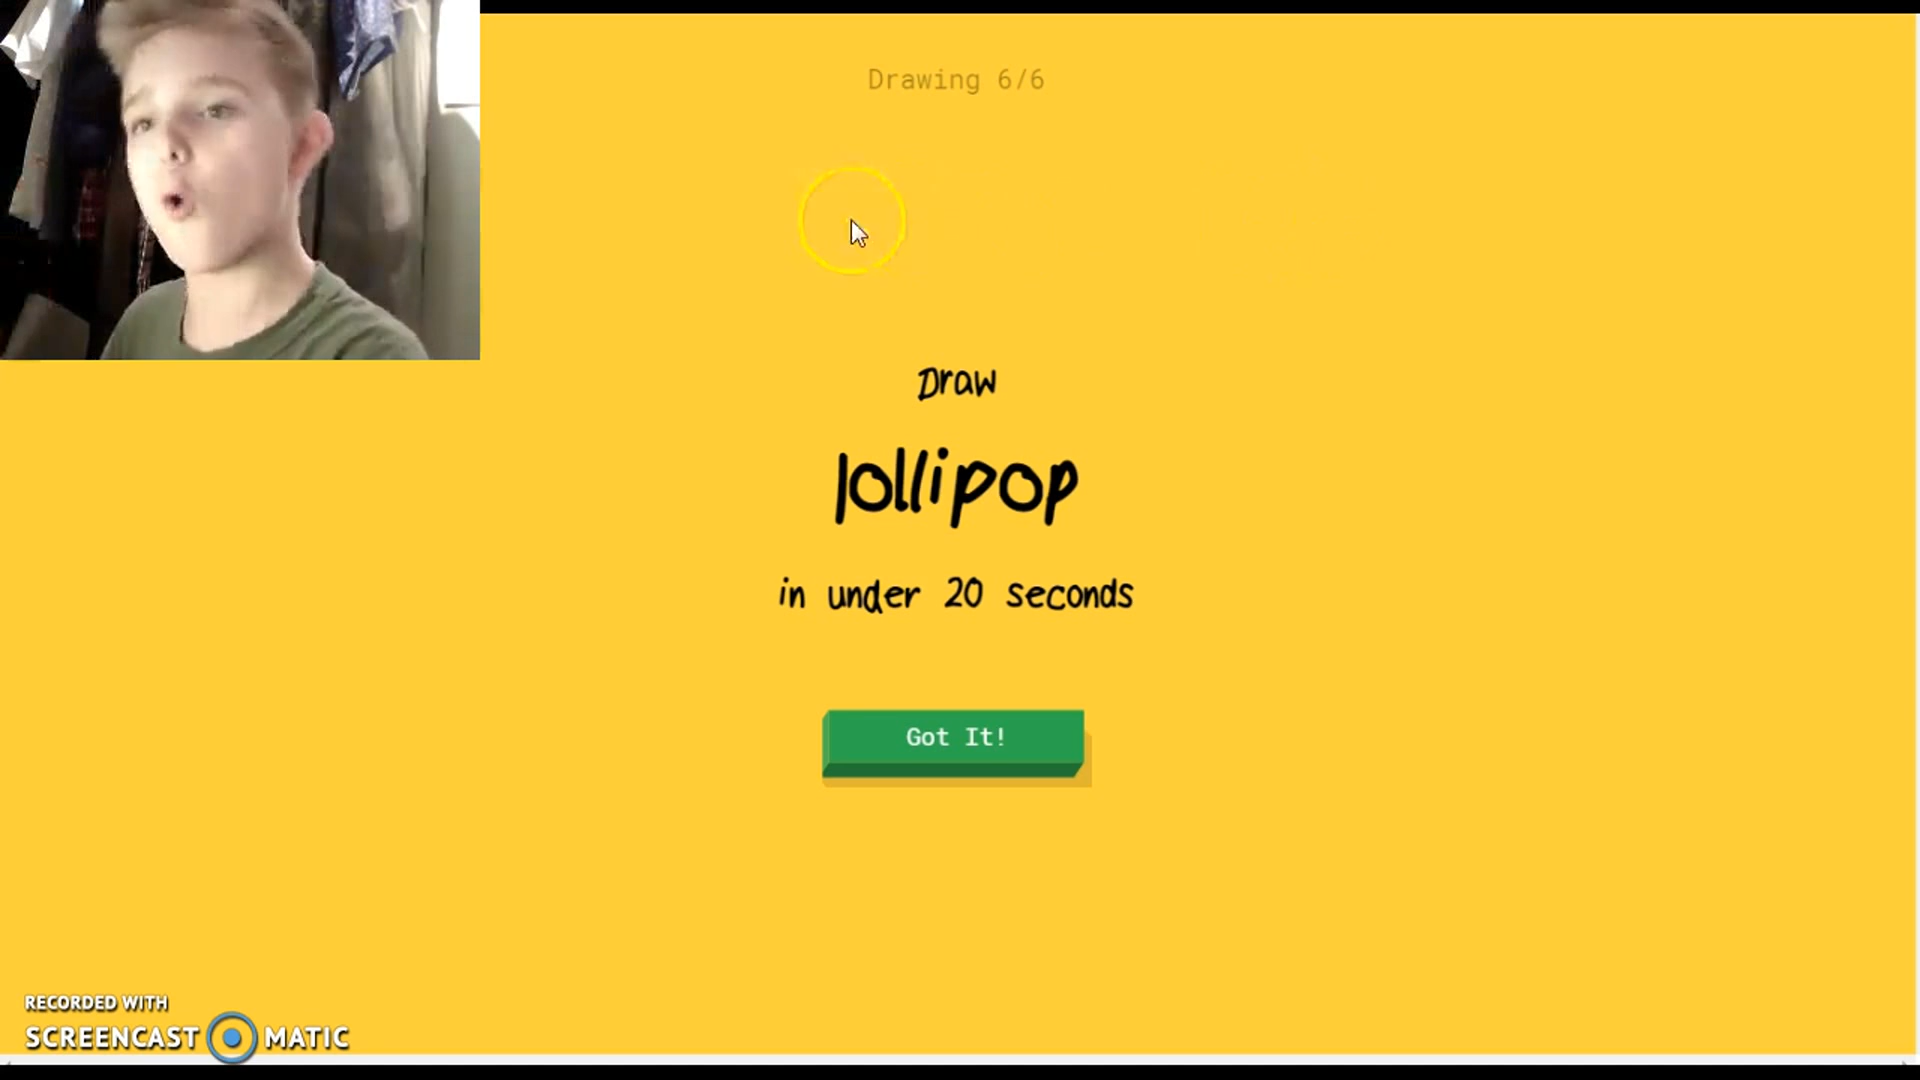 Drawing 6/6
Draw
lollipop
in under 20 seconds
Got It!
RECORDED WITH
SCREENCAST MATIC